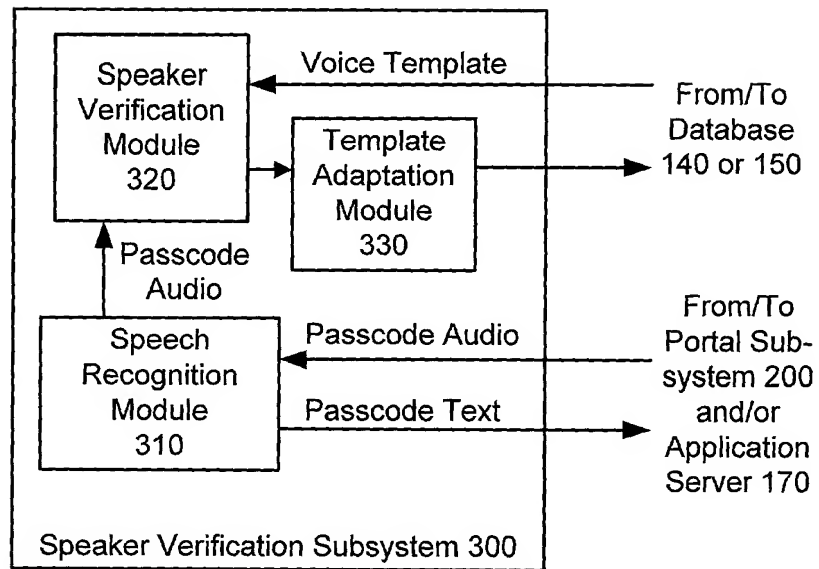 Speaker
Verification
Module
320
Voice Template
From/To
Database
140 or 150
Template
Adaptation
Module
330
Passcode
Audio
Speech
Recognition
Module
310
Passcode Audio
Passcode Text
From/To
Portal Sub-
system 200
and/or
Application
Server 170
Speaker Verification Subsystem 300